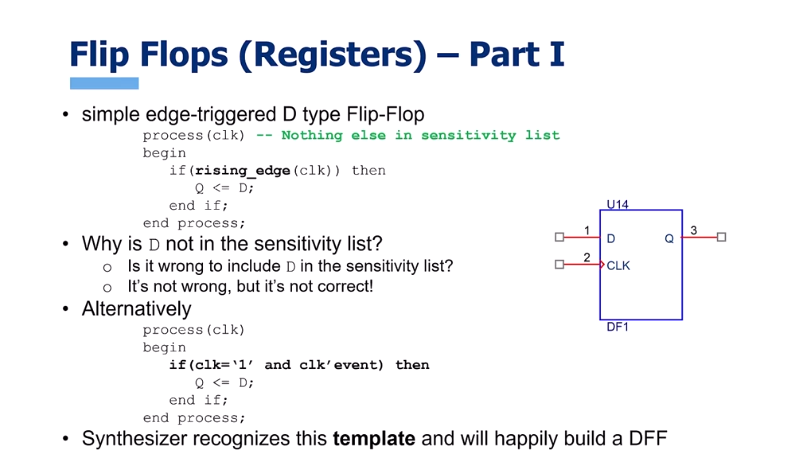 Flip Flops (Registers) – Part I
• simple edge-triggered D type Flip-Flop
process(clk) -- Nothing else in sensitivity list
begin
if(rising_edge(clk)) then
Q <= D;
end if;
end process;
• Why is D not in the sensitivity list?
o Is it wrong to include D in the sensitivity list?
o It's not wrong, but it's not correct!
• Alternatively
process(clk)
begin
if(clk=‘1’ and clk’event) then
Q <= D;
end if;
end process;
• Synthesizer recognizes this template and will happily build a DFF
U14
1
D
Q
3
2
CLK
DF1